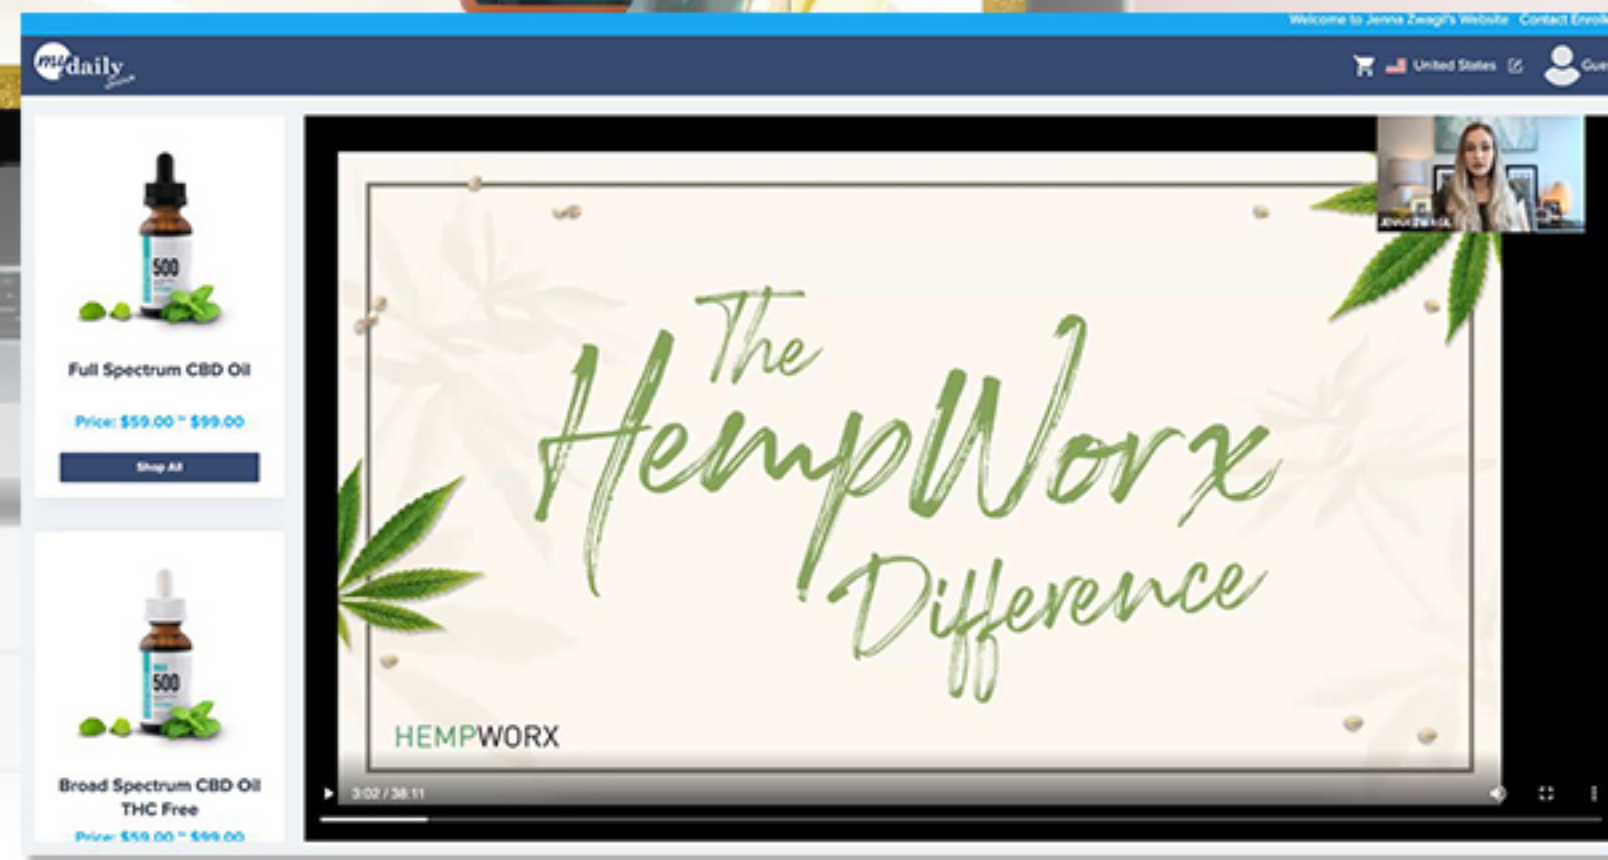 Welcome to Jenna Zwagil's Website Contact
my daily
United States
500
Full Spectrum CBD Oil
Price: $59.00 ~ $99.00
Shop All
500
Broad Spectrum CBD Oil
THC Free
Price: $59.00 ~ $99.00
The
HempWorx
Difference
HEMPWORX
3:02 / 38:11